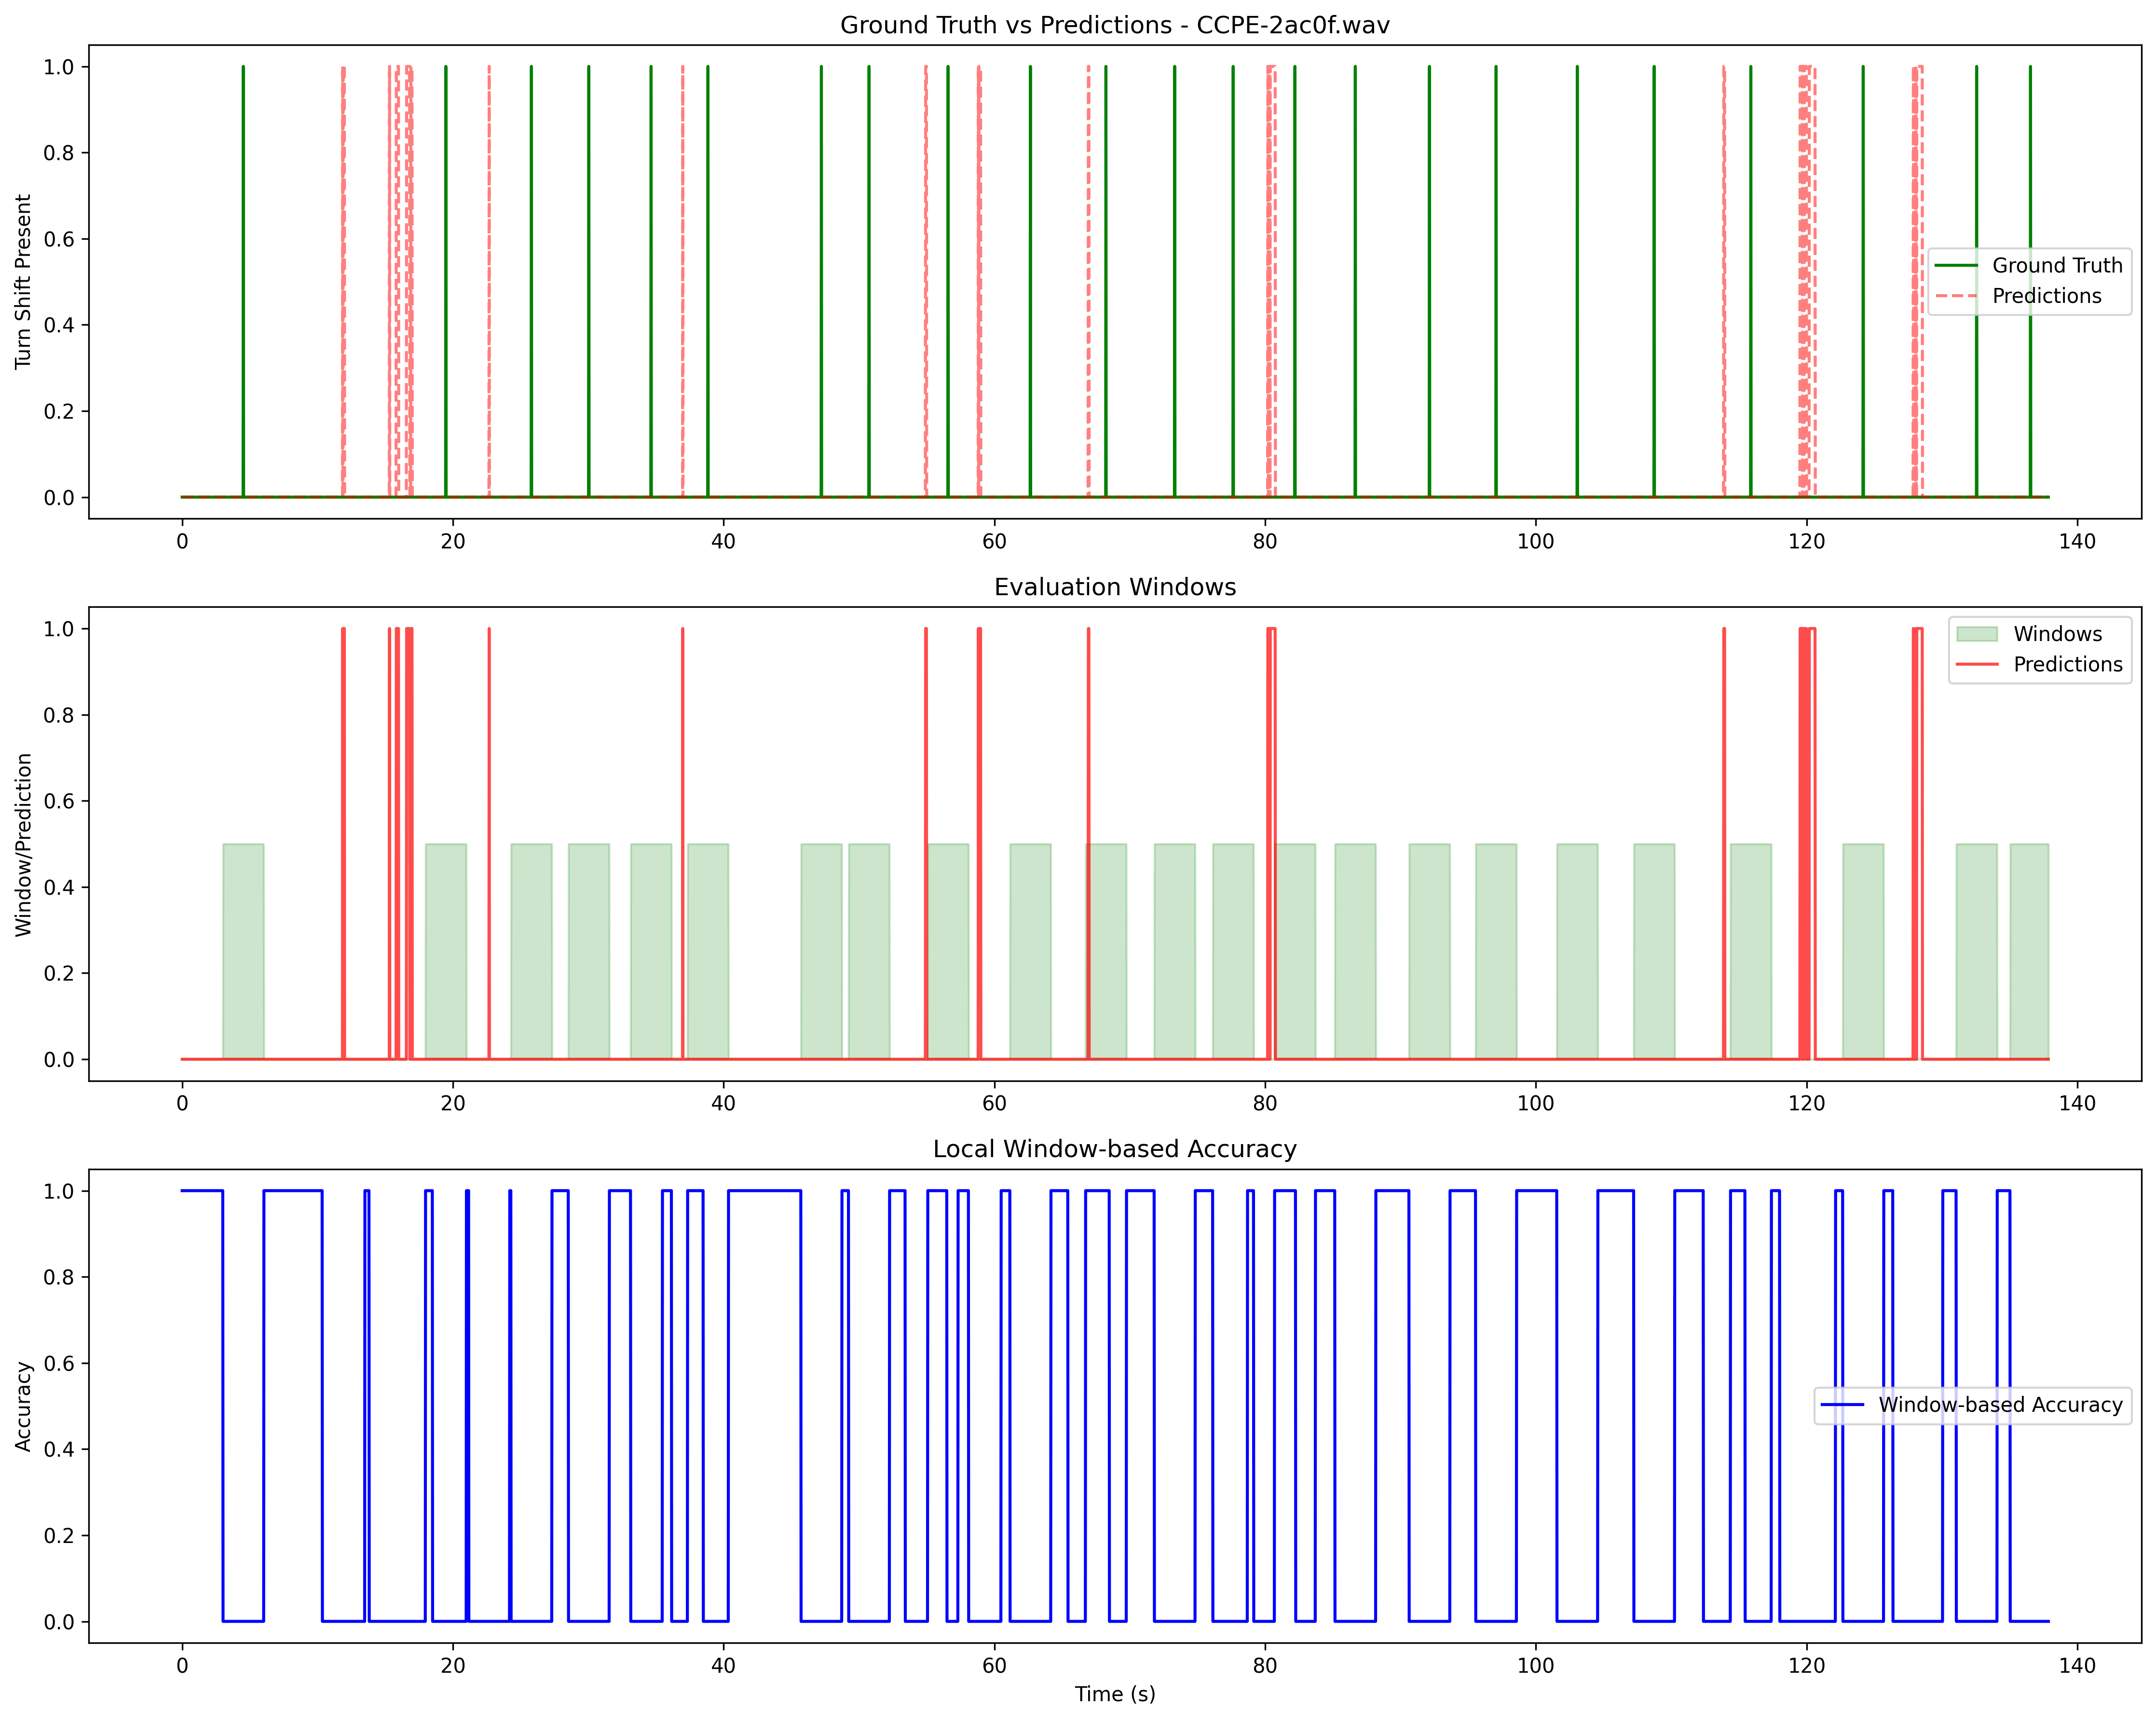 Ground Truth vs Predictions - CCPE-2ac0f.wav
Turn Shift Present
1.0
0.8
0.6
0.4
0.2
0.0
Ground Truth
Predictions
0 20 40 60 80 100 120 140
Evaluation Windows
Window/Prediction
1.0
0.8
0.6
0.4
0.2
0.0
Windows
Predictions
0 20 40 60 80 100 120 140
Local Window-based Accuracy
Accuracy
1.0
0.8
0.6
0.4
0.2
0.0
Window-based Accuracy
0 20 40 60 80 100 120 140
Time (s)